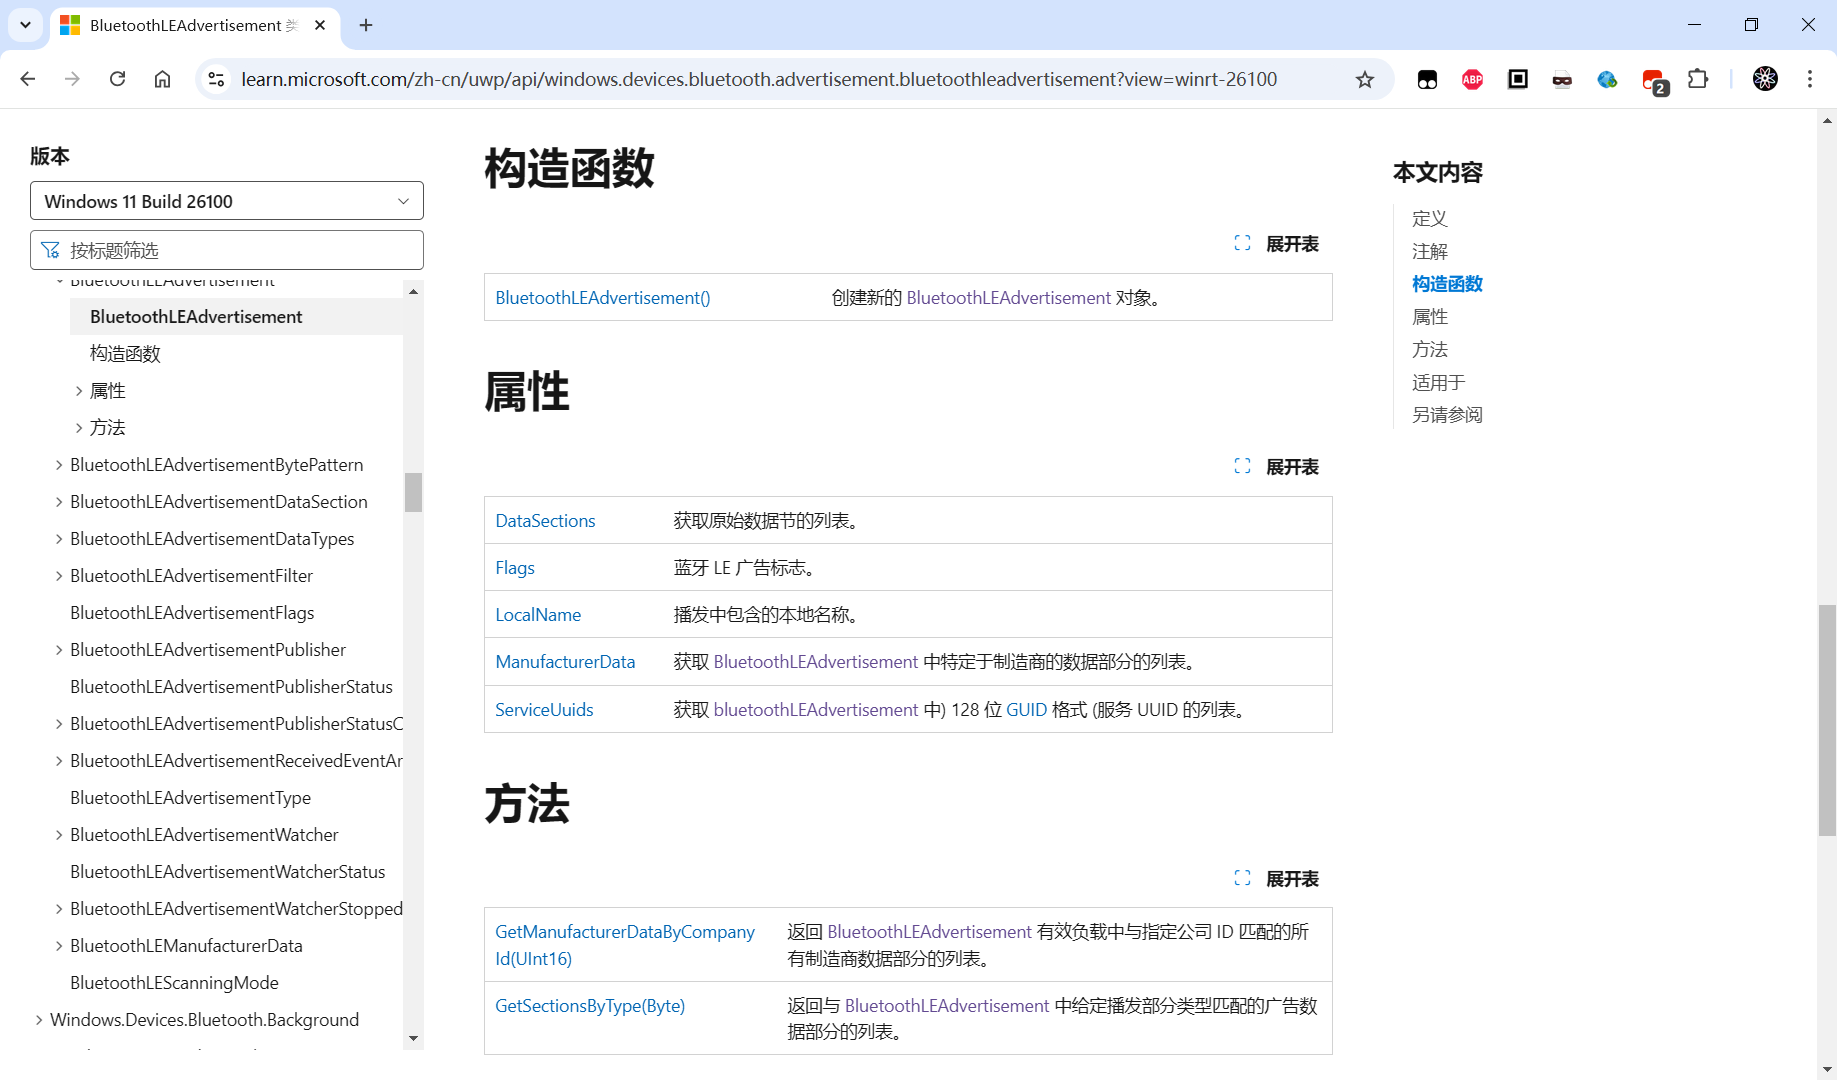 BluetoothLEAdvertisement 类
learn.microsoft.com/zh-cn/uwp/api/windows.devices.bluetooth.advertisement.bluetoothleadvertisement?view=winrt-26100
ABP
2
版本
Windows 11 Build 26100
按标题筛选
BluetoothLEAdvertisement
BluetoothLEAdvertisement
构造函数
属性
方法
BluetoothLEAdvertisementBytePattern
BluetoothLEAdvertisementDataSection
BluetoothLEAdvertisementDataTypes
BluetoothLEAdvertisementFilter
BluetoothLEAdvertisementFlags
BluetoothLEAdvertisementPublisher
BluetoothLEAdvertisementPublisherStatus
BluetoothLEAdvertisementPublisherStatusC
BluetoothLEAdvertisementReceivedEventAr
BluetoothLEAdvertisementType
BluetoothLEAdvertisementWatcher
BluetoothLEAdvertisementWatcherStatus
BluetoothLEAdvertisementWatcherStopped
BluetoothLEManufacturerData
BluetoothLEScanningMode
Windows.Devices.Bluetooth.Background
构造函数
展开表
BluetoothLEAdvertisement() 创建新的 BluetoothLEAdvertisement 对象。
属性
展开表
DataSections 获取原始数据节的列表。
Flags 蓝牙 LE 广告标志。
LocalName 播发中包含的本地名称。
ManufacturerData 获取 BluetoothLEAdvertisement 中特定于制造商的数据部分的列表。
ServiceUuids 获取 bluetoothLEAdvertisement 中) 128 位 GUID 格式 (服务 UUID 的列表。
方法
展开表
GetManufacturerDataByCompany
Id(UInt16)
返回 BluetoothLEAdvertisement 有效负载中与指定公司 ID 匹配的所
有制造商数据部分的列表。
GetSectionsByType(Byte)
返回与 BluetoothLEAdvertisement 中给定播发部分类型匹配的广告数
据部分的列表。
本文内容
定义
注解
构造函数
属性
方法
适用于
另请参阅